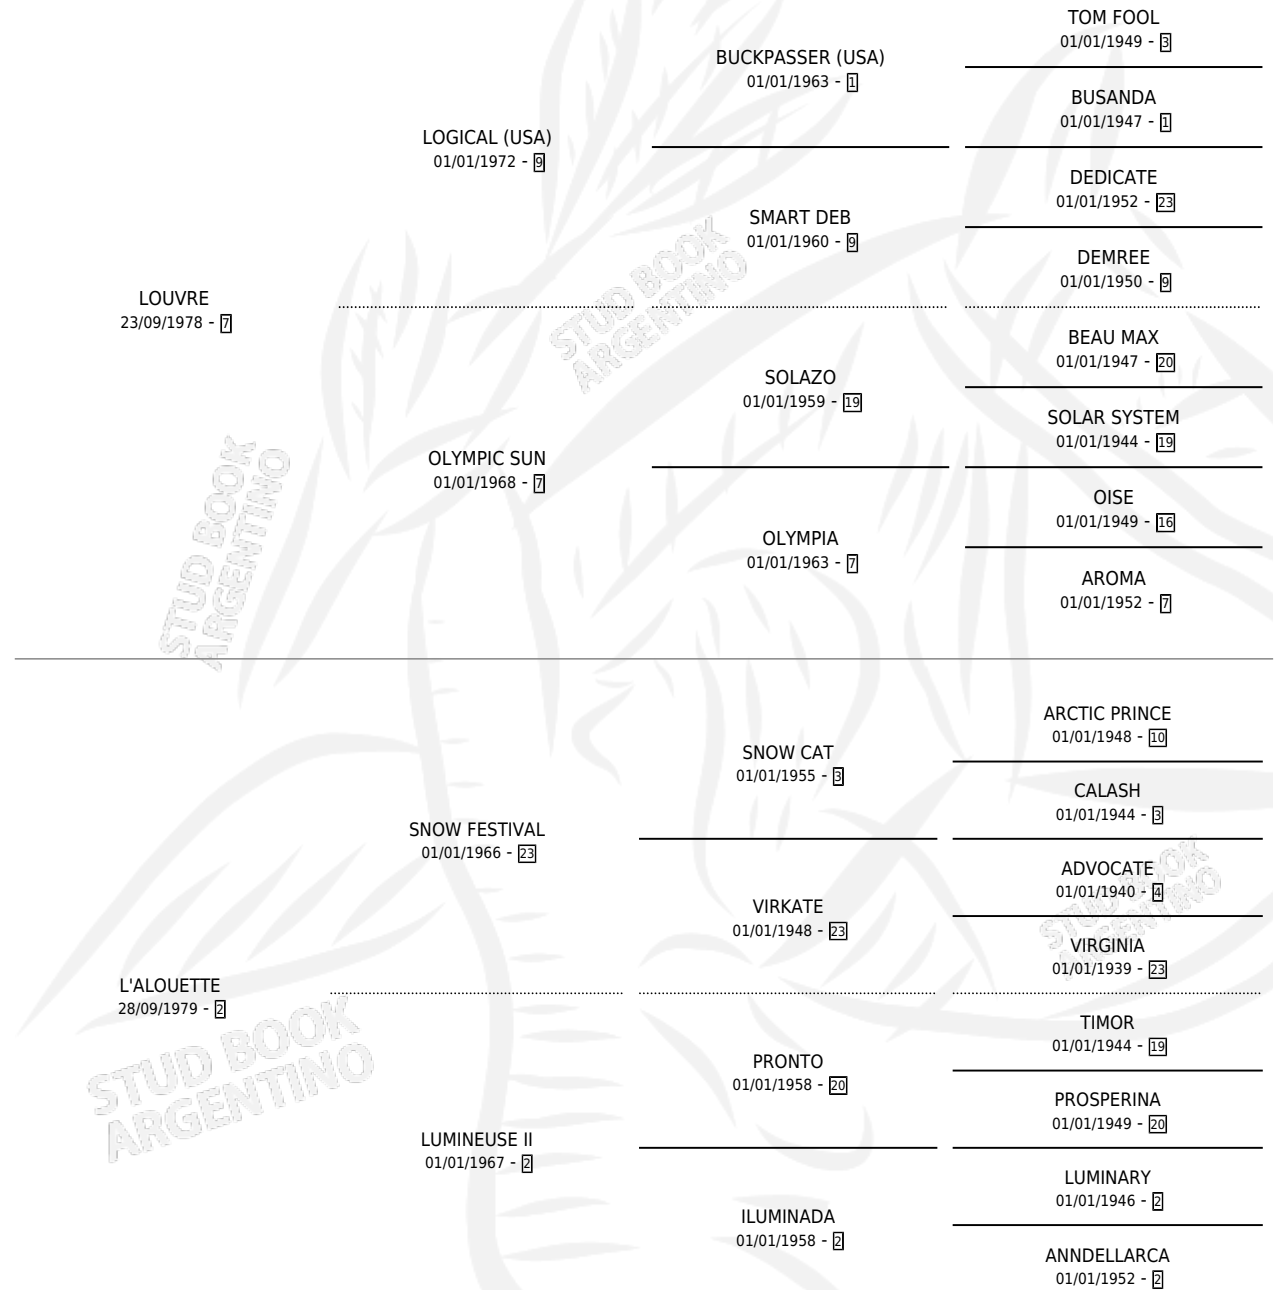 TOM FOOL
01/01/1949 - 3
BUCKPASSER (USA)
01/01/1963 - 1
BUSANDA
01/01/1947 - 1
LOGICAL (USA)
01/01/1972 - 9
DEDICATE
01/01/1952 - 23
SMART DEB
01/01/1960 - 9
DEMREE
01/01/1950 - 9
LOUVRE
23/09/1978 - 7
BEAU MAX
01/01/1947 - 20
SOLAZO
01/01/1959 - 19
SOLAR SYSTEM
01/01/1944 - 19
OLYMPIC SUN
01/01/1968 - 7
OISE
01/01/1949 - 16
OLYMPIA
01/01/1963 - 7
AROMA
01/01/1952 - 7
ARCTIC PRINCE
01/01/1948 - 10
SNOW CAT
01/01/1955 - 3
CALASH
01/01/1944 - 3
SNOW FESTIVAL
01/01/1966 - 23
ADVOCATE
01/01/1940 - 4
VIRKATE
01/01/1948 - 23
VIRGINIA
01/01/1939 - 23
L'ALOUETTE
28/09/1979 - 2
TIMOR
01/01/1944 - 19
PRONTO
01/01/1958 - 20
PROSPERINA
01/01/1949 - 20
LUMINEUSE II
01/01/1967 - 2
LUMINARY
01/01/1946 - 2
ILUMINADA
01/01/1958 - 2
ANNDELLARCA
01/01/1952 - 2
STUD BOOK
ARGENTINO
STUD BOOK
ARGENTINO
STUD BOOK
ARGENTINO
STUD BOOK
ARGENTINO